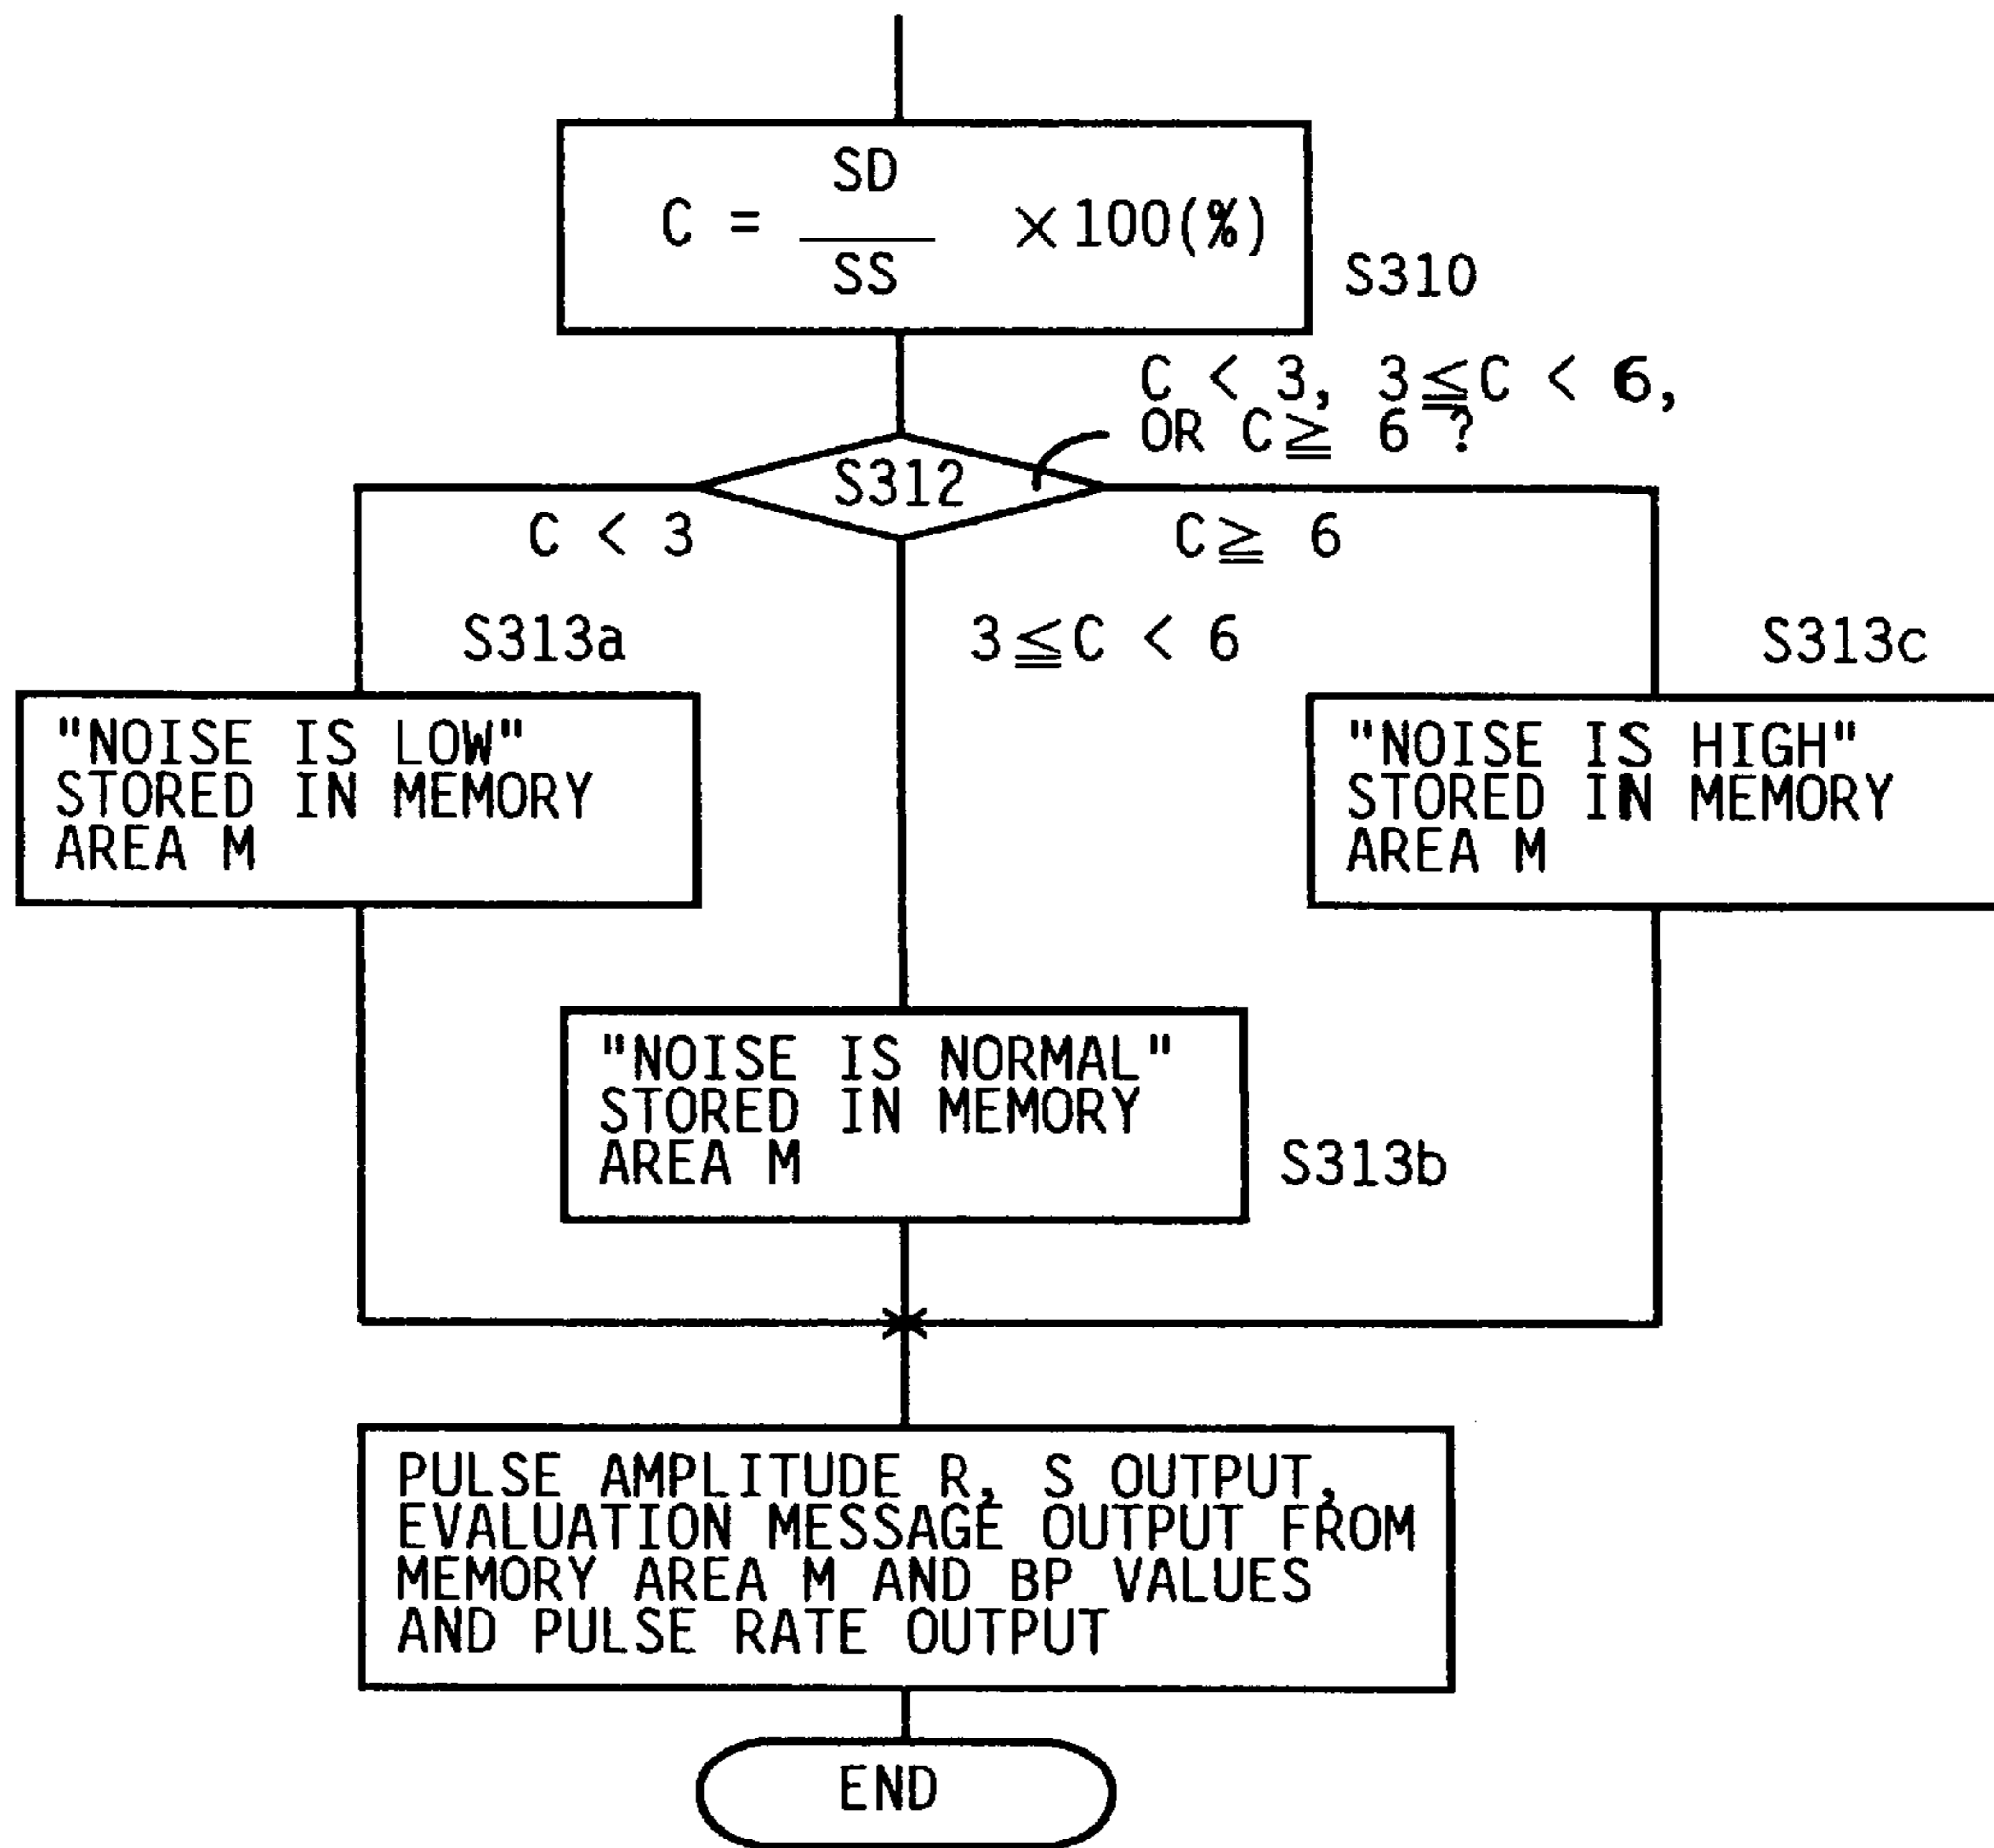 SD
C = ×100(%)
SS
S310
C < 3, 3≦C < 6,
OR C≧ 6 ?
S312
C < 3
C≧ 6
S313a
3≦C < 6
S313c
"NOISE IS LOW"
STORED IN MEMORY
AREA M
"NOISE IS HIGH"
STORED IN MEMORY
AREA M
"NOISE IS NORMAL"
STORED IN MEMORY
AREA M
S313b
PULSE AMPLITUDE R, S OUTPUT,
EVALUATION MESSAGE OUTPUT FROM
MEMORY AREA M AND BP VALUES
AND PULSE RATE OUTPUT
END